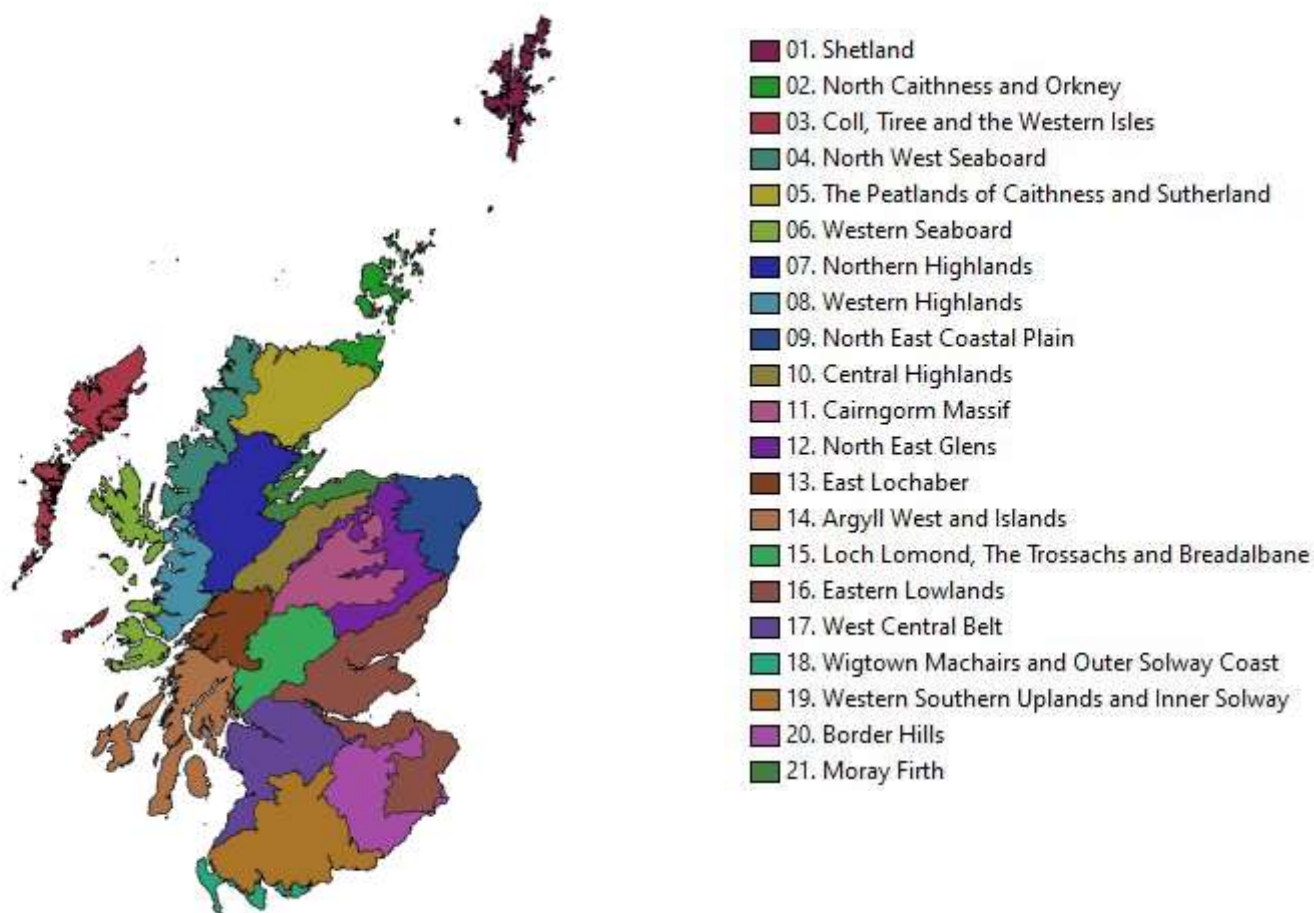 01. Shetland
02. North Caithness and Orkney
03. Coll, Tiree and the Western Isles
04. North West Seaboard
05. The Peatlands of Caithness and Sutherland
06. Western Seaboard
07. Northern Highlands
08. Western Highlands
09. North East Coastal Plain
10. Central Highlands
11. Cairngorm Massif
12. North East Glens
13. East Lochaber
14. Argyll West and Islands
15. Loch Lomond, The Trossachs and Breadalbane
16. Eastern Lowlands
17. West Central Belt
18. Wigtown Machairs and Outer Solway Coast
19. Western Southern Uplands and Inner Solway
20. Border Hills
21. Moray Firth